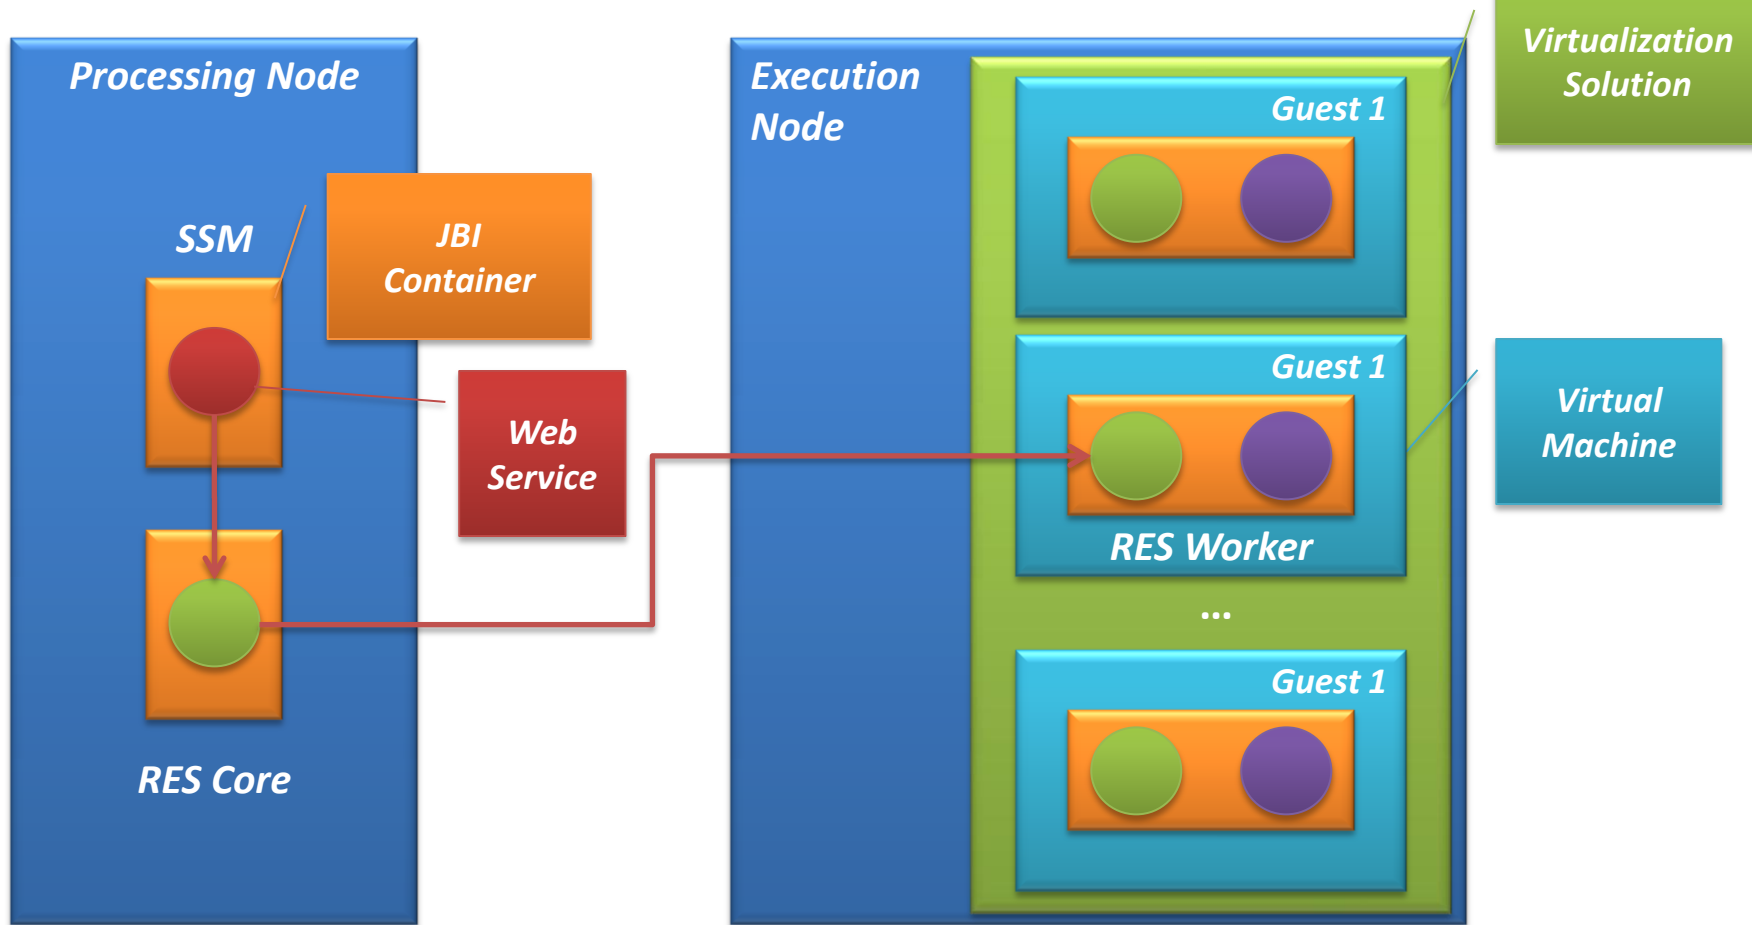 Processing Node
SSM
JBI
Container
Web
Service
RES Core
Execution
Node
Guest 1
Guest 1
RES Worker
...
Guest 1
Virtualization
Solution
Virtual
Machine